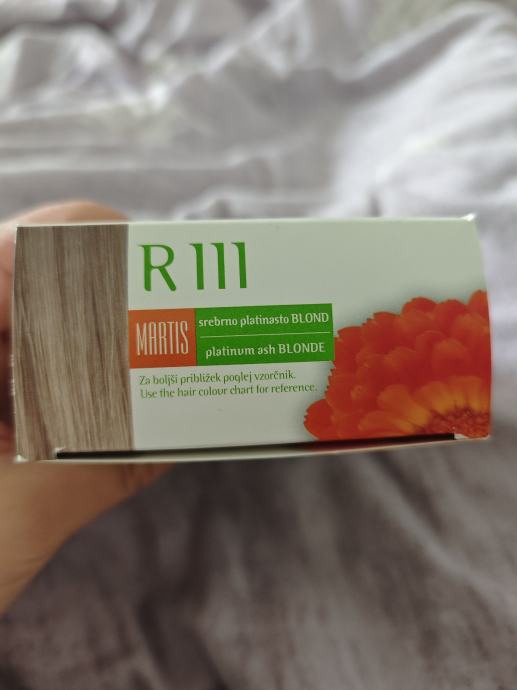 R 111
MARTIS
srebrno platinasto BLOND
platinum ash BLONDE
Za boljši približek poglej vzorčnik.
Use the hair colour chart for reference.